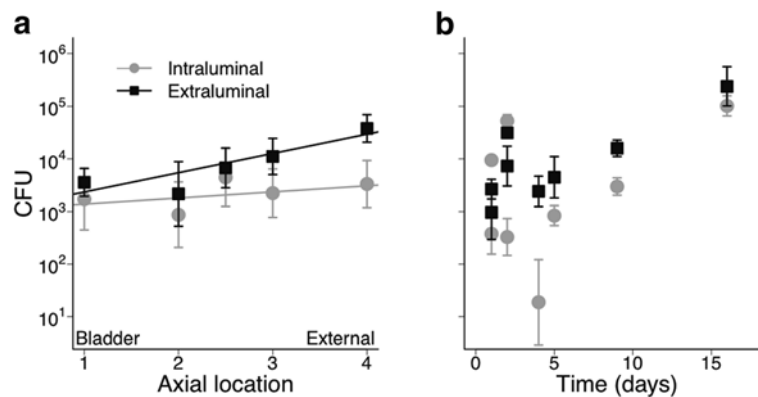 a
b
10⁶
10⁵
10⁴
10³
10²
10¹
CFU
Intraluminal
Extraluminal
Bladder
External
1 2 3 4
Axial location
0 5 10 15
Time (days)